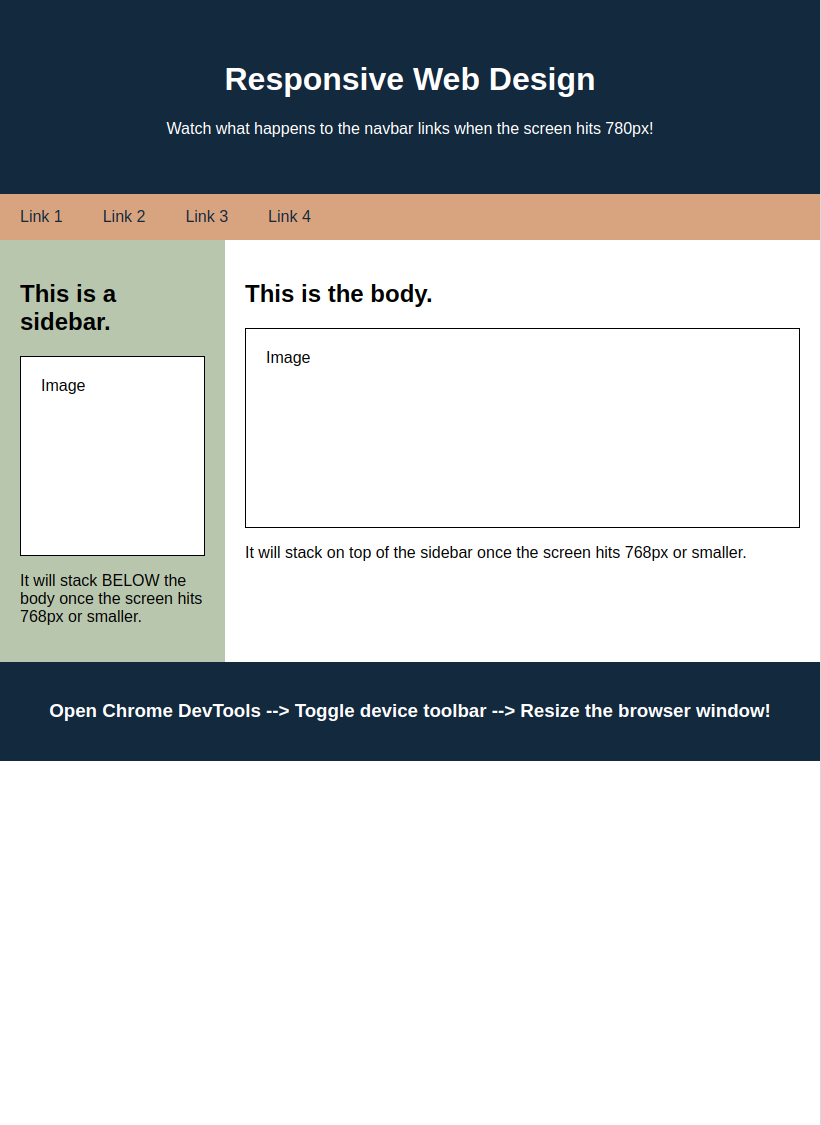 Responsive Web Design
Watch what happens to the navbar links when the screen hits 780px!
Link 1 Link 2 Link 3 Link 4
This is a
sidebar.
Image
It will stack BELOW the
body once the screen hits
768px or smaller.
This is the body.
Image
It will stack on top of the sidebar once the screen hits 768px or smaller.
Open Chrome DevTools --> Toggle device toolbar --> Resize the browser window!